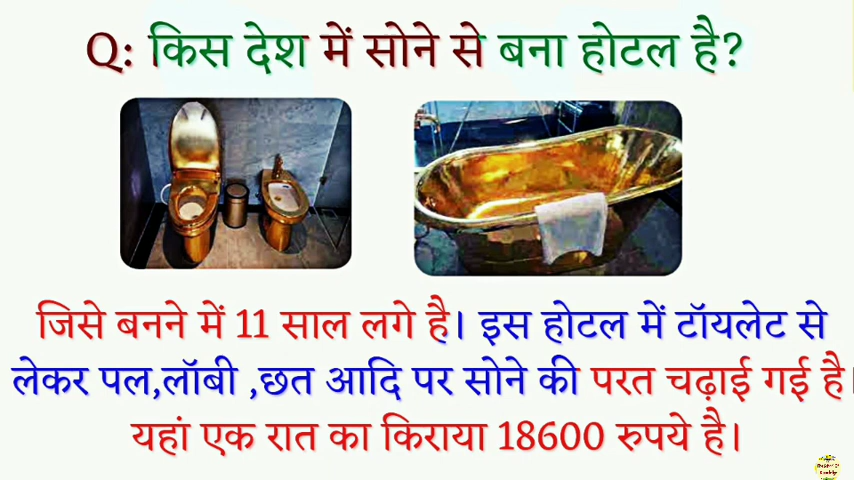 Q: किस देश में सोने से बना होटल है?
जिसे बनने में 11 साल लगे है। इस होटल में टॉयलेट से
लेकर पल,लॉबी ,छत आदि पर सोने की परत चढ़ाई गई है।
यहां एक रात का किराया 18600 रुपये है।